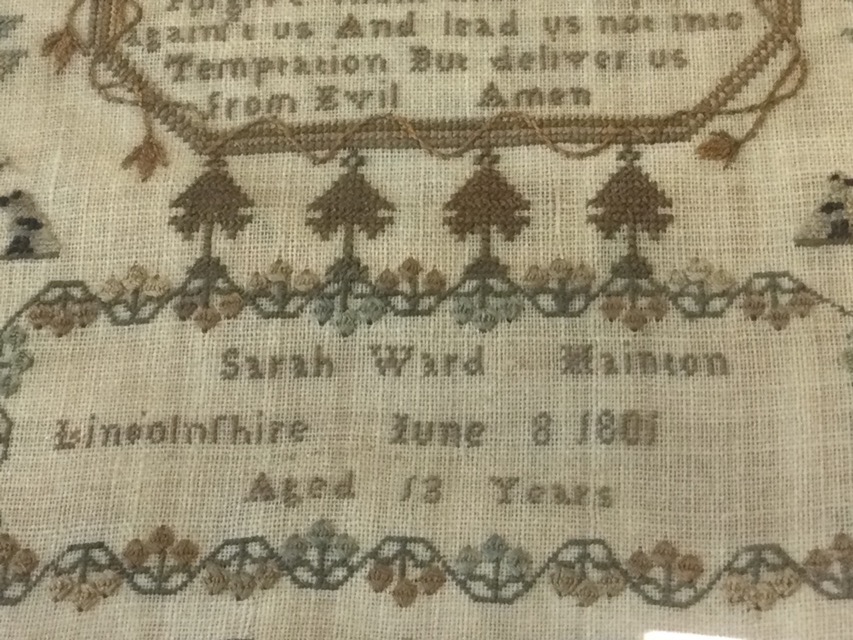 Forgive
againſt us And lead us not into
Temptation But deliver us
from Evil Amen
Sarah Ward Hainton
Lincolnſhire June 8 1801
Aged 13 Years